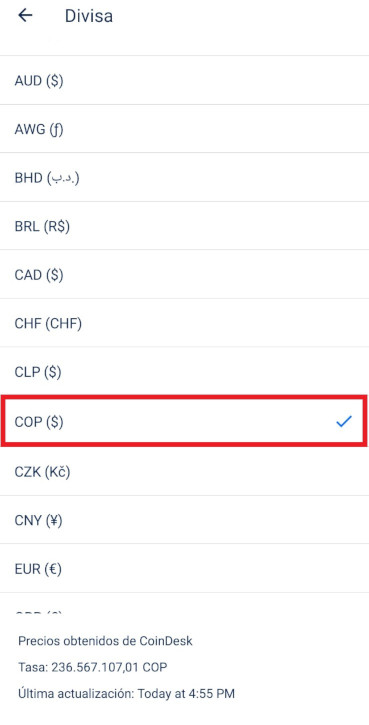 Divisa
AUD ($)
AWG (ƒ)
BHD (.د.ب)
BRL (R$)
CAD ($)
CHF (CHF)
CLP ($)
COP ($)
CZK (Kč)
CNY (¥)
EUR (€)
Precios obtenidos de CoinDesk
Tasa: 236.567.107,01 COP
Última actualización: Today at 4:55 PM